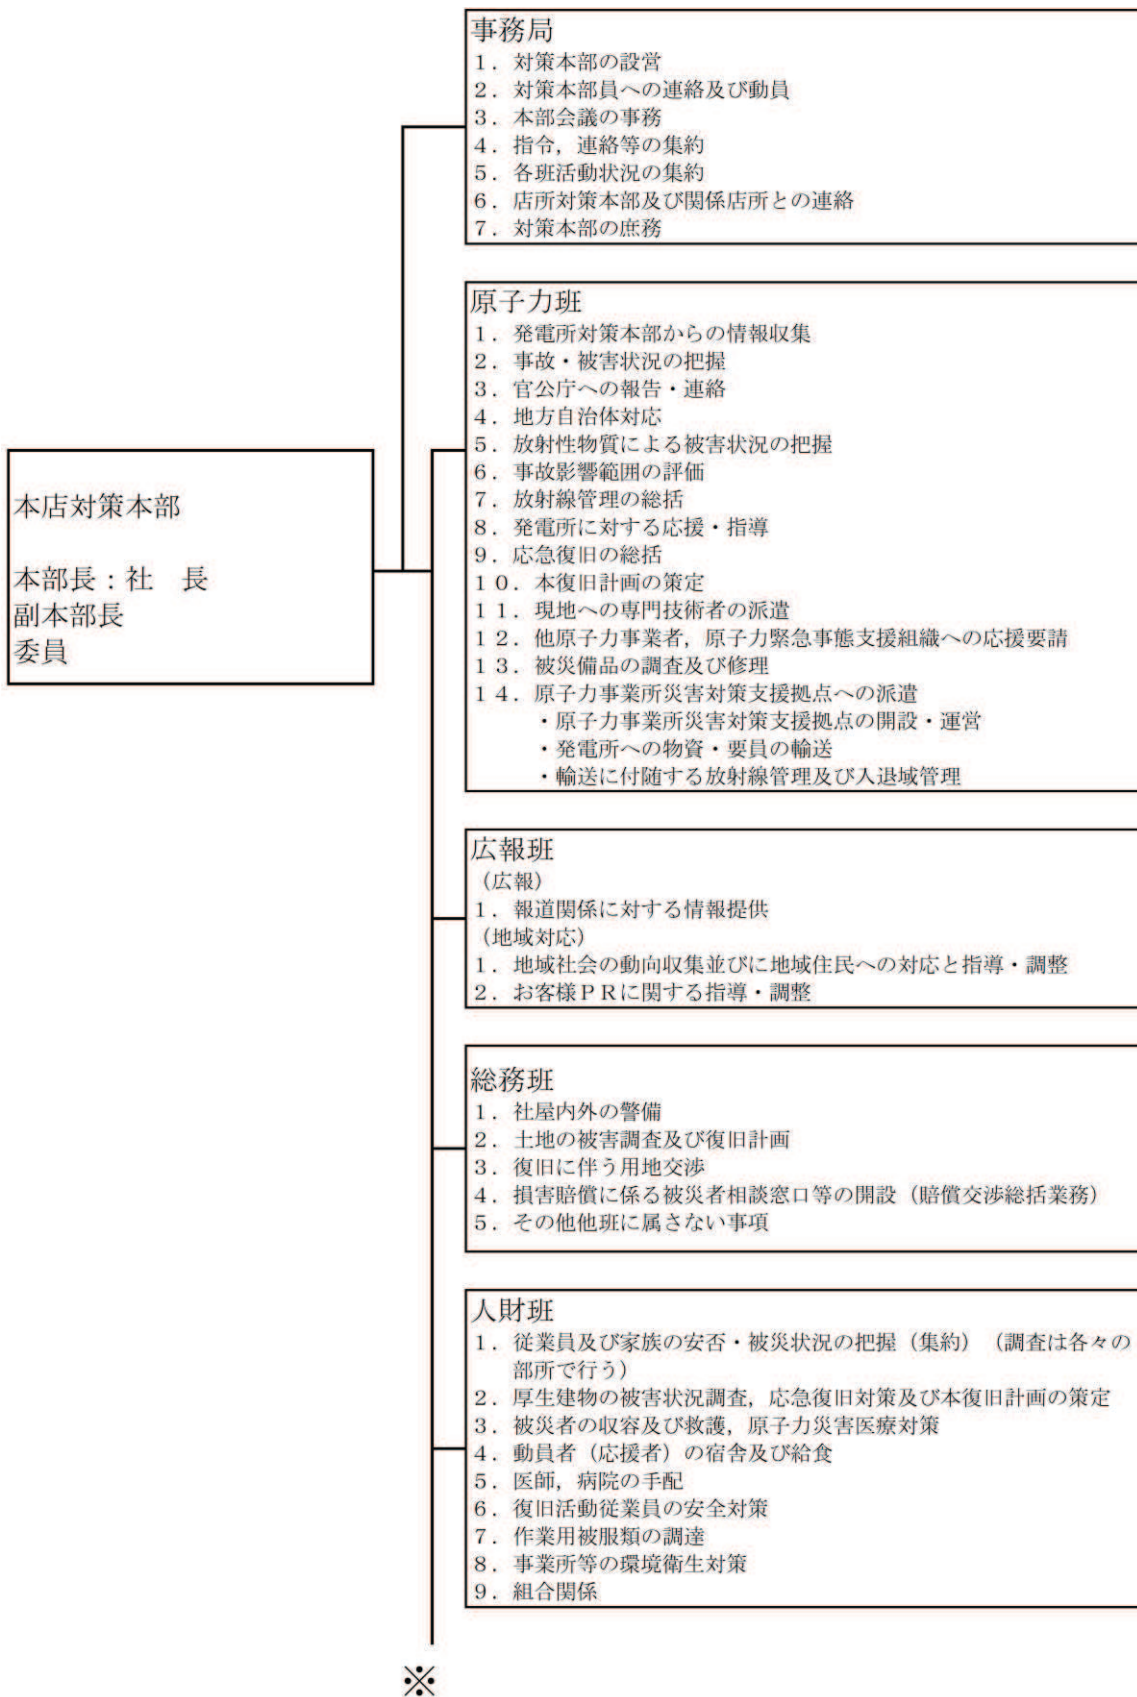 事務局
１．対策本部の設営
２．対策本部員への連絡及び動員
３．本部会議の事務
４．指令，連絡等の集約
５．各班活動状況の集約
６．店所対策本部及び関係店所との連絡
７．対策本部の庶務
原子力班
１．発電所対策本部からの情報収集
２．事故・被害状況の把握
３．官公庁への報告・連絡
４．地方自治体対応
５．放射性物質による被害状況の把握
６．事故影響範囲の評価
７．放射線管理の総括
８．発電所に対する応援・指導
９．応急復旧の総括
１０．本復旧計画の策定
１１．現地への専門技術者の派遣
１２．他原子力事業者，原子力緊急事態支援組織への応援要請
１３．被災備品の調査及び修理
１４．原子力事業所災害対策支援拠点への派遣
・原子力事業所災害対策支援拠点の開設・運営
・発電所への物資・要員の輸送
・輸送に付随する放射線管理及び入退域管理
本店対策本部
本部長：社　長
副本部長
委員
広報班
（広報）
１．報道関係に対する情報提供
（地域対応）
１．地域社会の動向収集並びに地域住民への対応と指導・調整
２．お客様ＰＲに関する指導・調整
総務班
１．社屋内外の警備
２．土地の被害調査及び復旧計画
３．復旧に伴う用地交渉
４．損害賠償に係る被災者相談窓口等の開設（賠償交渉総括業務）
５．その他他班に属さない事項
人財班
１．従業員及び家族の安否・被災状況の把握（集約）（調査は各々の
部所で行う）
２．厚生建物の被害状況調査，応急復旧対策及び本復旧計画の策定
３．被災者の収容及び救護，原子力災害医療対策
４．動員者（応援者）の宿舎及び給食
５．医師，病院の手配
６．復旧活動従業員の安全対策
７．作業用被服類の調達
８．事業所等の環境衛生対策
９．組合関係
※